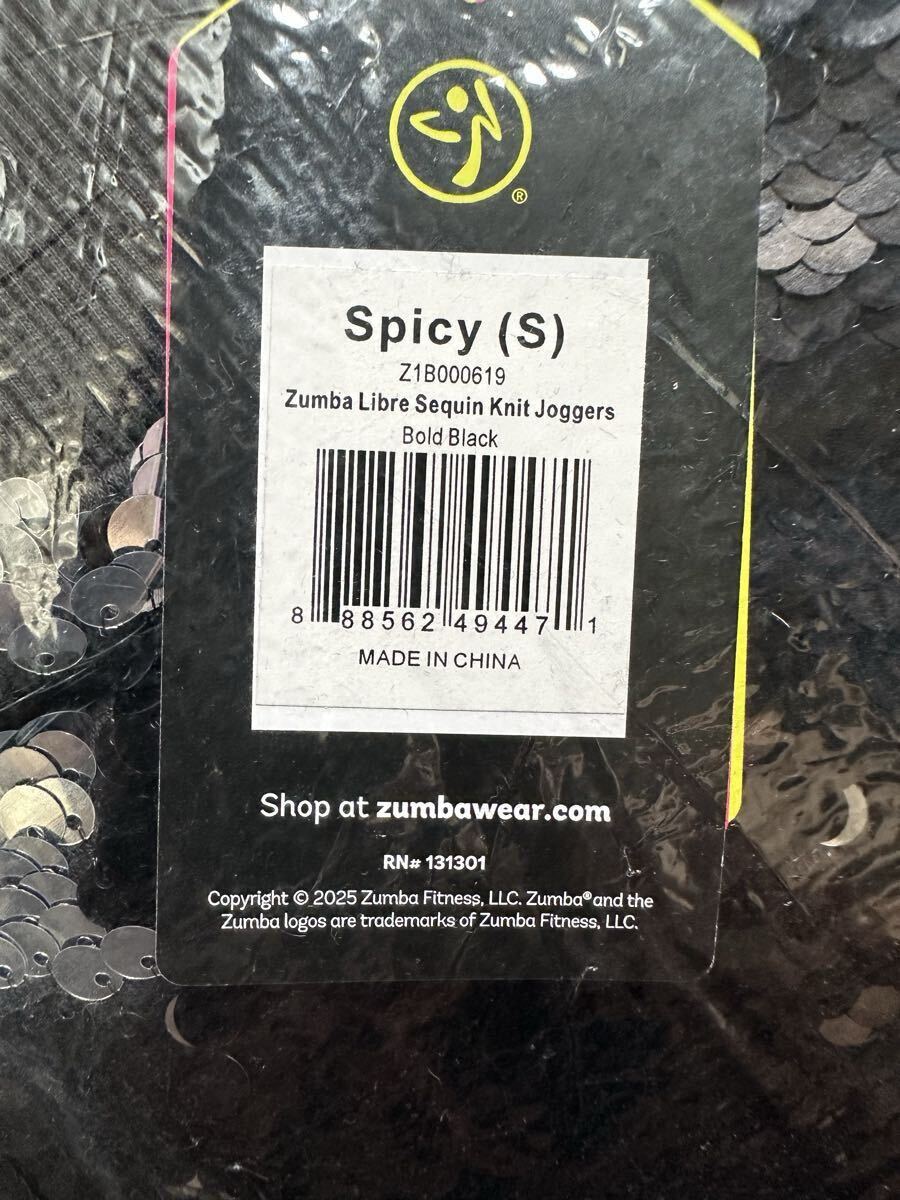 ®
Spicy (S)
Z1B000619
Zumba Libre Sequin Knit Joggers
Bold Black
8 88562 49447 1
MADE IN CHINA
Shop at zumbawear.com
RN# 131301
Copyright © 2025 Zumba Fitness, LLC. Zumba® and the
Zumba logos are trademarks of Zumba Fitness, LLC.